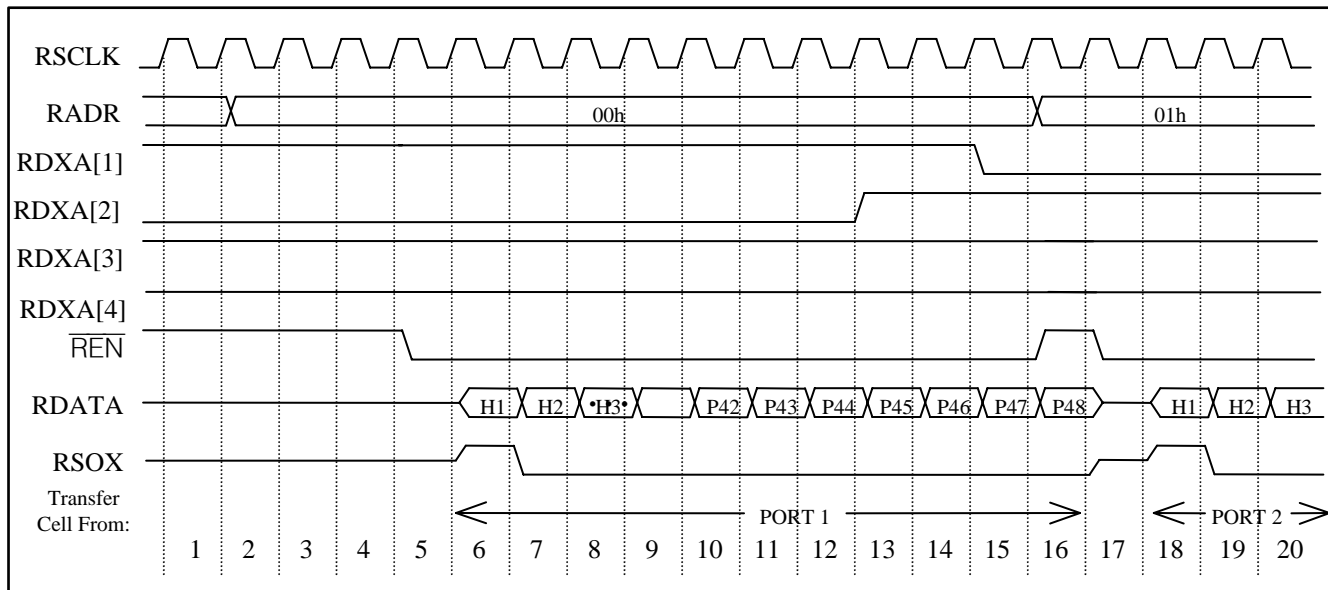 RSCLK
RADR 00h 01h
RDXA[1]
RDXA[2]
RDXA[3]
RDXA[4]
REN
RDATA H1 H2 H3 P42 P43 P44 P45 P46 P47 P48 H1 H2 H3
RSOX
Transfer
Cell From: PORT 1 PORT 2
1 2 3 4 5 6 7 8 9 10 11 12 13 14 15 16 17 18 19 20